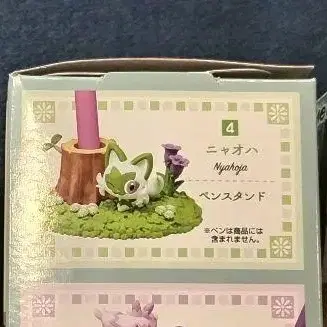 4
ニャオハ
Nyahoja
ペンスタンド
※ペンは商品には
含まれません。